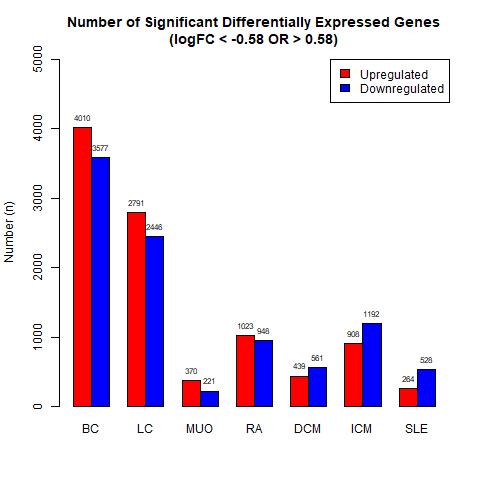 Number of Significant Differentially Expressed Genes
(logFC < -0.58 OR > 0.58)
Upregulated
Downregulated
Number (n)
5000
4000
3000
2000
1000
0
4010
3577
2791
2446
370
221
1023
946
439
561
908
1192
264
528
BC
LC
MUO
RA
DCM
ICM
SLE